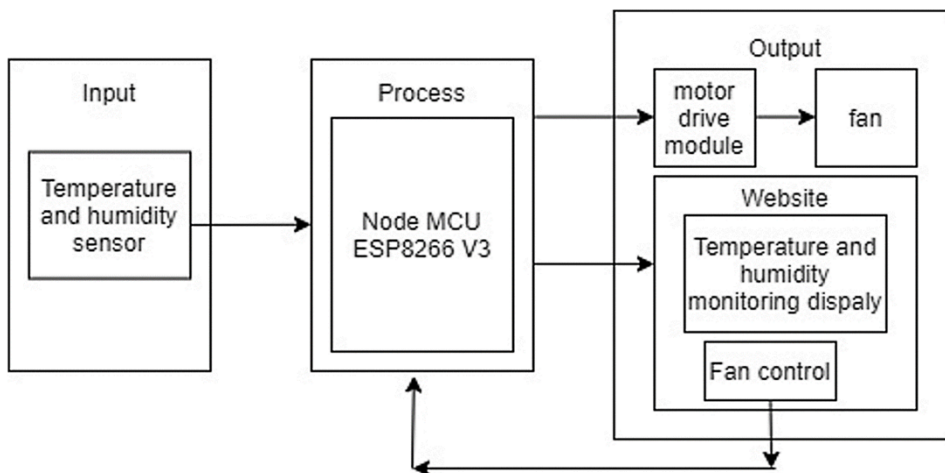 Input
Temperature
and humidity
sensor
Process
Node MCU
ESP8266 V3
Output
motor
drive
module
fan
Website
Temperature and
humidity
monitoring dispaly
Fan control